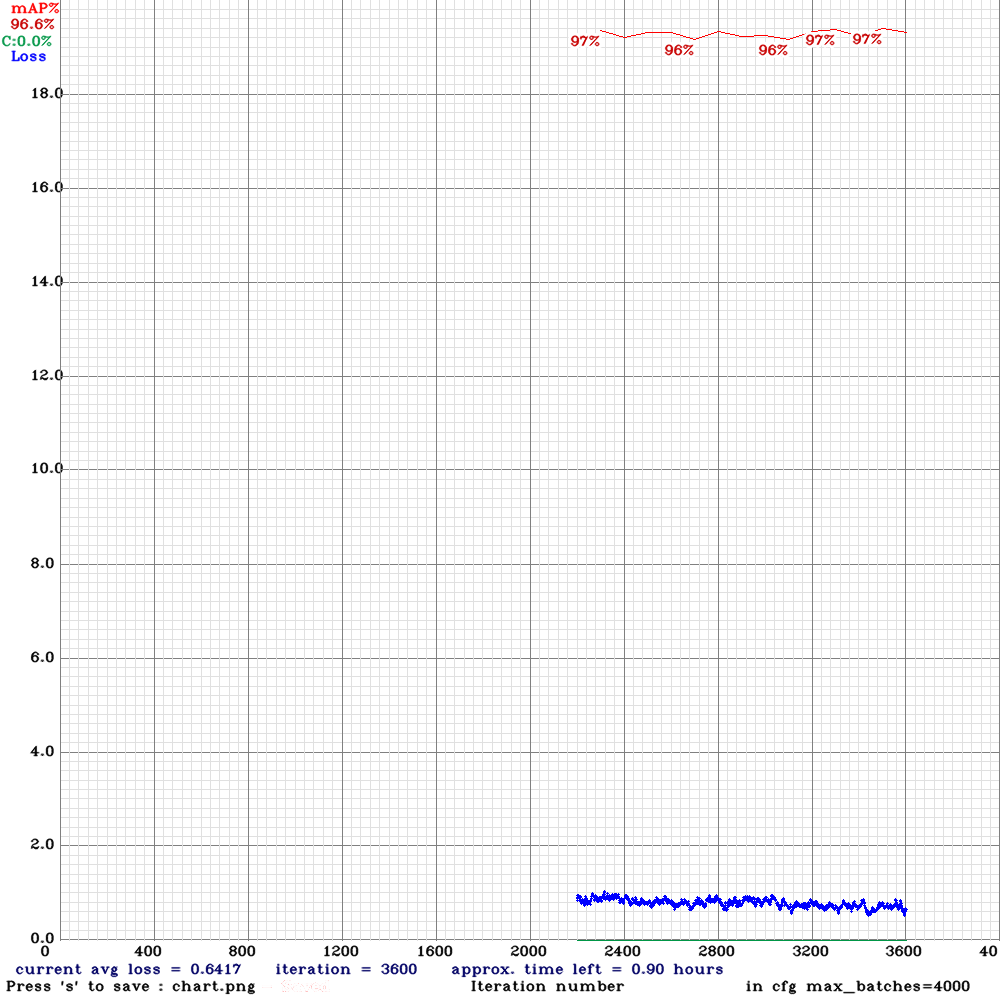 mAP%
96.6%
C:0.0%
Loss
97% 96% 96% 97% 97%
18.0
16.0
14.0
12.0
10.0
8.0
6.0
4.0
2.0
0.0
0 400 800 1200 1600 2000 2400 2800 3200 3600 40
current avg loss = 0.6417 iteration = 3600 approx. time left = 0.90 hours
Press 's' to save : chart.png Iteration number in cfg max_batches=4000